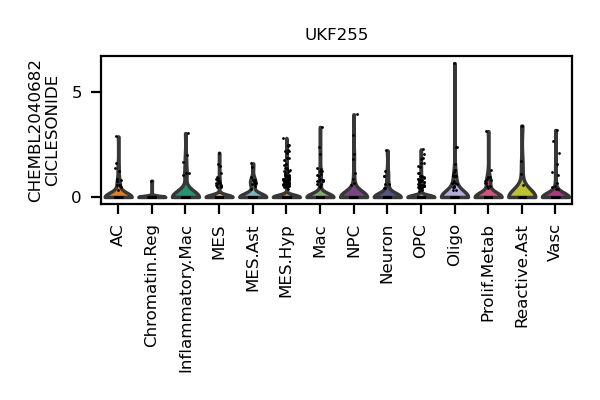 UKF255
CHEMBL2040682
CICLESONIDE
5
0
AC
Chromatin.Reg
Inflammatory.Mac
MES
MES.Ast
MES.Hyp
Mac
NPC
Neuron
OPC
Oligo
Prolif.Metab
Reactive.Ast
Vasc